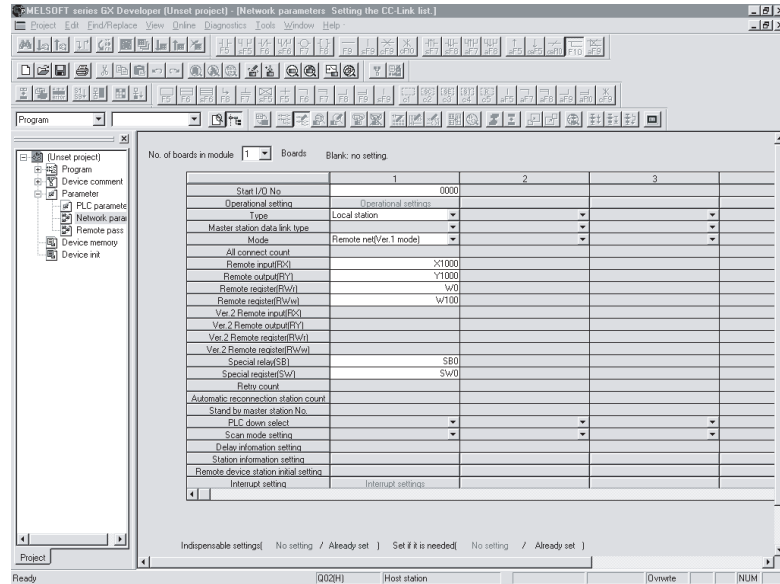 MELSOFT series GX Developer (Unset project) - [Network parameters Setting the CC-Link list.]
Project Edit Find/Replace View Online Diagnostics Tools Window Help
Program
No. of boards in module 1 Boards Blank: no setting.
(Unset project)
Program
Device comment
Parameter
PLC paramete
Network parar
Remote pass
Device memory
Device init
1 2 3
Start I/O No 0000
Operational setting Operational settings
Type Local station
Master station data link type
Mode Remote net(Ver.1 mode)
All connect count
Remote input(RX) X1000
Remote output(RY) Y1000
Remote register(RWr) W0
Remote register(RWw) W100
Ver.2 Remote input(RX)
Ver.2 Remote output(RY)
Ver.2 Remote register(RWr)
Ver.2 Remote register(RWw)
Special relay(SB) SB0
Special register(SW) SW0
Retry count
Automatic reconnection station count
Stand by master station No.
PLC down select
Scan mode setting
Delay infomation setting
Station information setting
Remote device station initial setting
Interrupt setting Interrupt settings
Indispensable settings( No setting / Already set ) Set if it is needed( No setting / Already set )
Project
Ready Q02(H) Host station Ovrwrte NUM